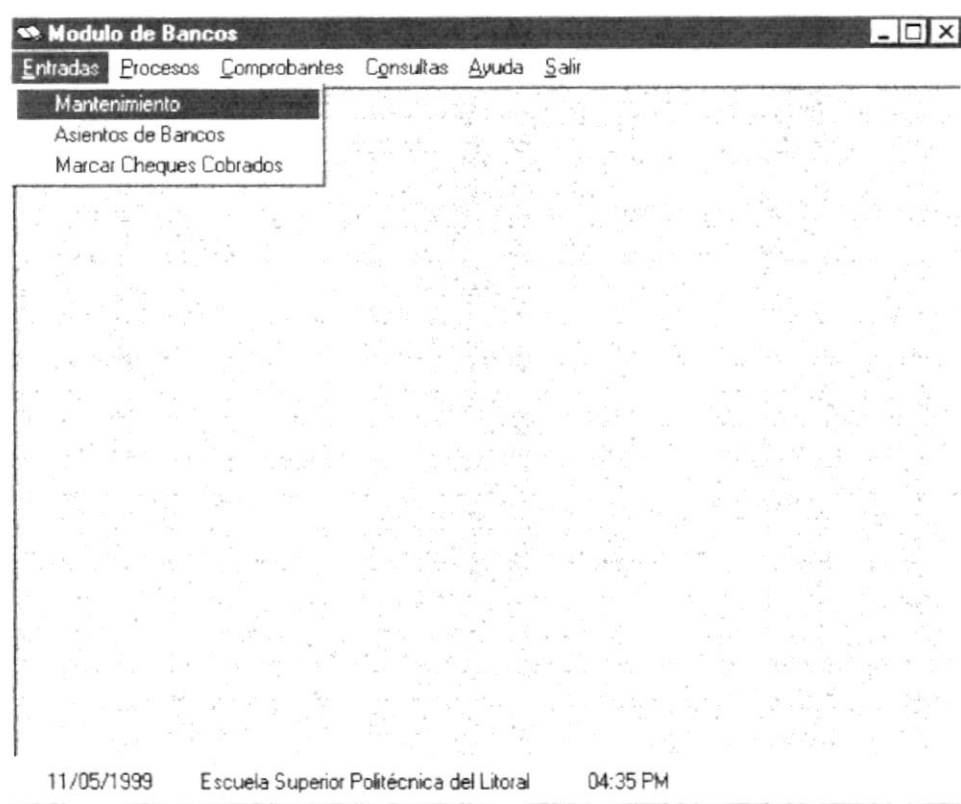 Modulo de Bancos
Entradas Procesos Comprobantes Consultas Ayuda Salir
Mantenimiento
Asientos de Bancos
Marcar Cheques Cobrados
11/05/1999 Escuela Superior Politécnica del Litoral 04:35 PM